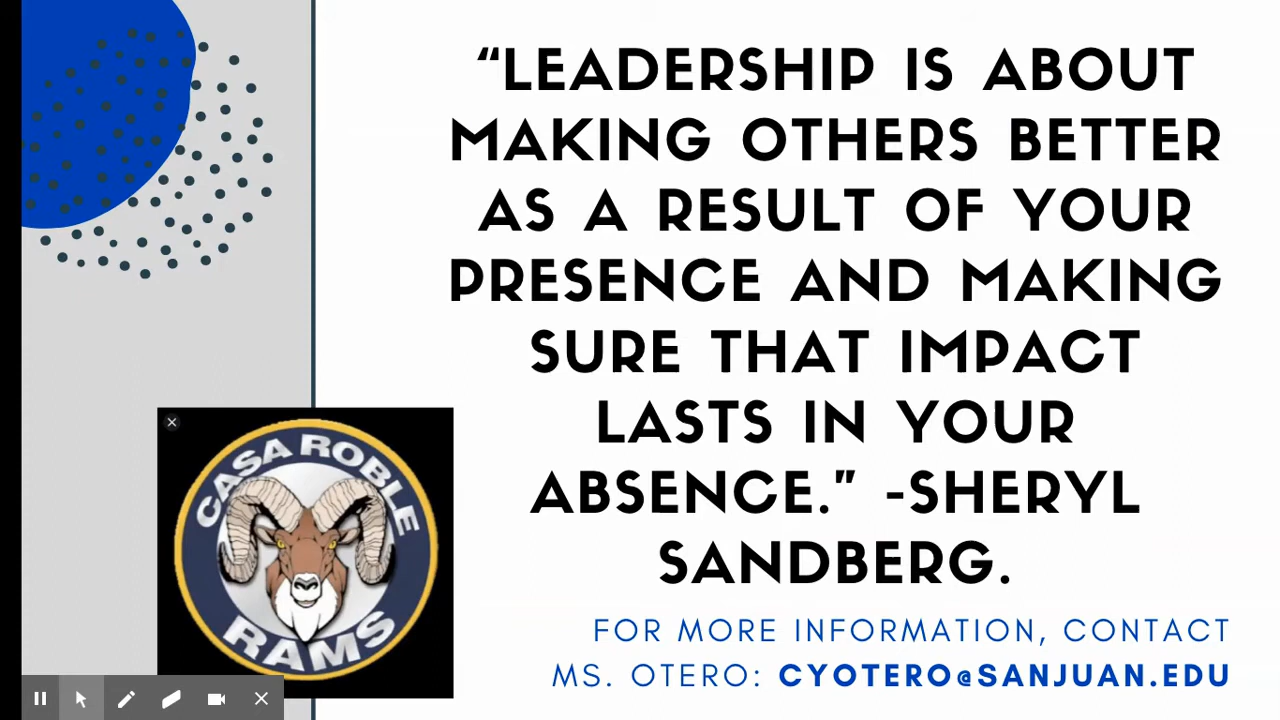 “LEADERSHIP IS ABOUT
MAKING OTHERS BETTER
AS A RESULT OF YOUR
PRESENCE AND MAKING
SURE THAT IMPACT
LASTS IN YOUR
ABSENCE." -SHERYL
SANDBERG.
CASA ROBLE
RAMS
FOR MORE INFORMATION, CONTACT
MS. OTERO: CYOTERO@SANJUAN.EDU